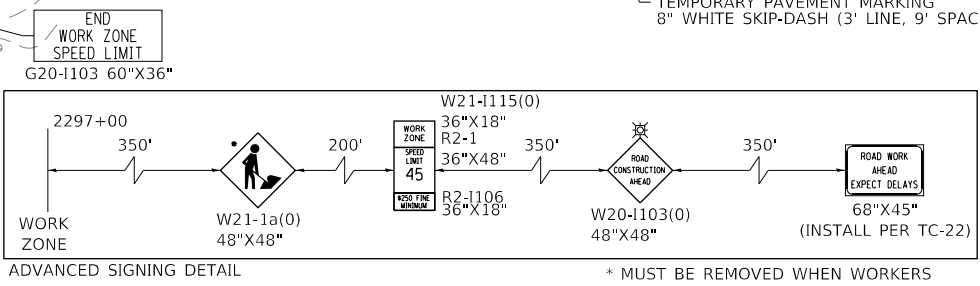 TEMPORARY PAVEMENT MARKING
8" WHITE SKIP-DASH (3' LINE, 9' SPAC
END
WORK ZONE
SPEED LIMIT
G20-I103 60"X36"
2297+00
350'
200'
350'
350'
WORK
ZONE
W21-1a(0)
48"X48"
WORK
ZONE
SPEED
LIMIT
45
$250 FINE
MINIMUM
W21-I115(0)
36"X18"
R2-1
36"X48"
R2-I106
36"X18"
ROAD
CONSTRUCTION
AHEAD
W20-I103(0)
48"X48"
ROAD WORK
AHEAD
EXPECT DELAYS
68"X45"
(INSTALL PER TC-22)
ADVANCED SIGNING DETAIL
* MUST BE REMOVED WHEN WORKERS